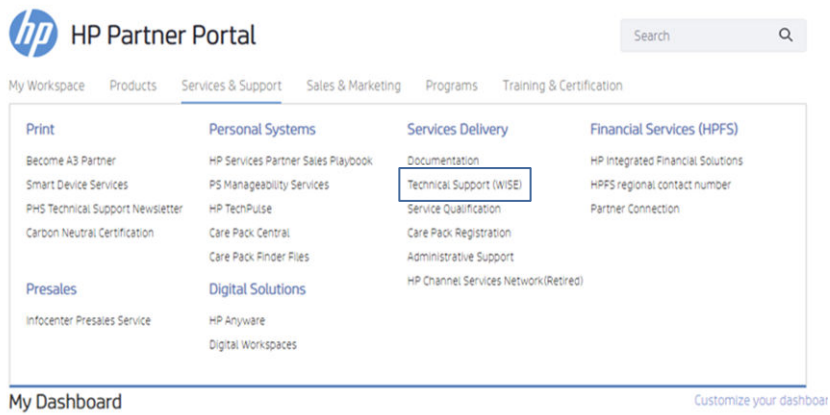 hp HP Partner Portal
Search
My Workspace Products Services & Support Sales & Marketing Programs Training & Certification
Print
Become A3 Partner
Smart Device Services
PHS Technical Support Newsletter
Carbon Neutral Certification
Presales
Infocenter Presales Service
Personal Systems
HP Services Partner Sales Playbook
PS Manageability Services
HP TechPulse
Care Pack Central
Care Pack Finder Files
Digital Solutions
HP Anyware
Digital Workspaces
Services Delivery
Documentation
Technical Support (WISE)
Service Qualification
Care Pack Registration
Administrative Support
HP Channel Services Network(Retired)
Financial Services (HPFS)
HP Integrated Financial Solutions
HPFS regional contact number
Partner Connection
My Dashboard
Customize your dashboar